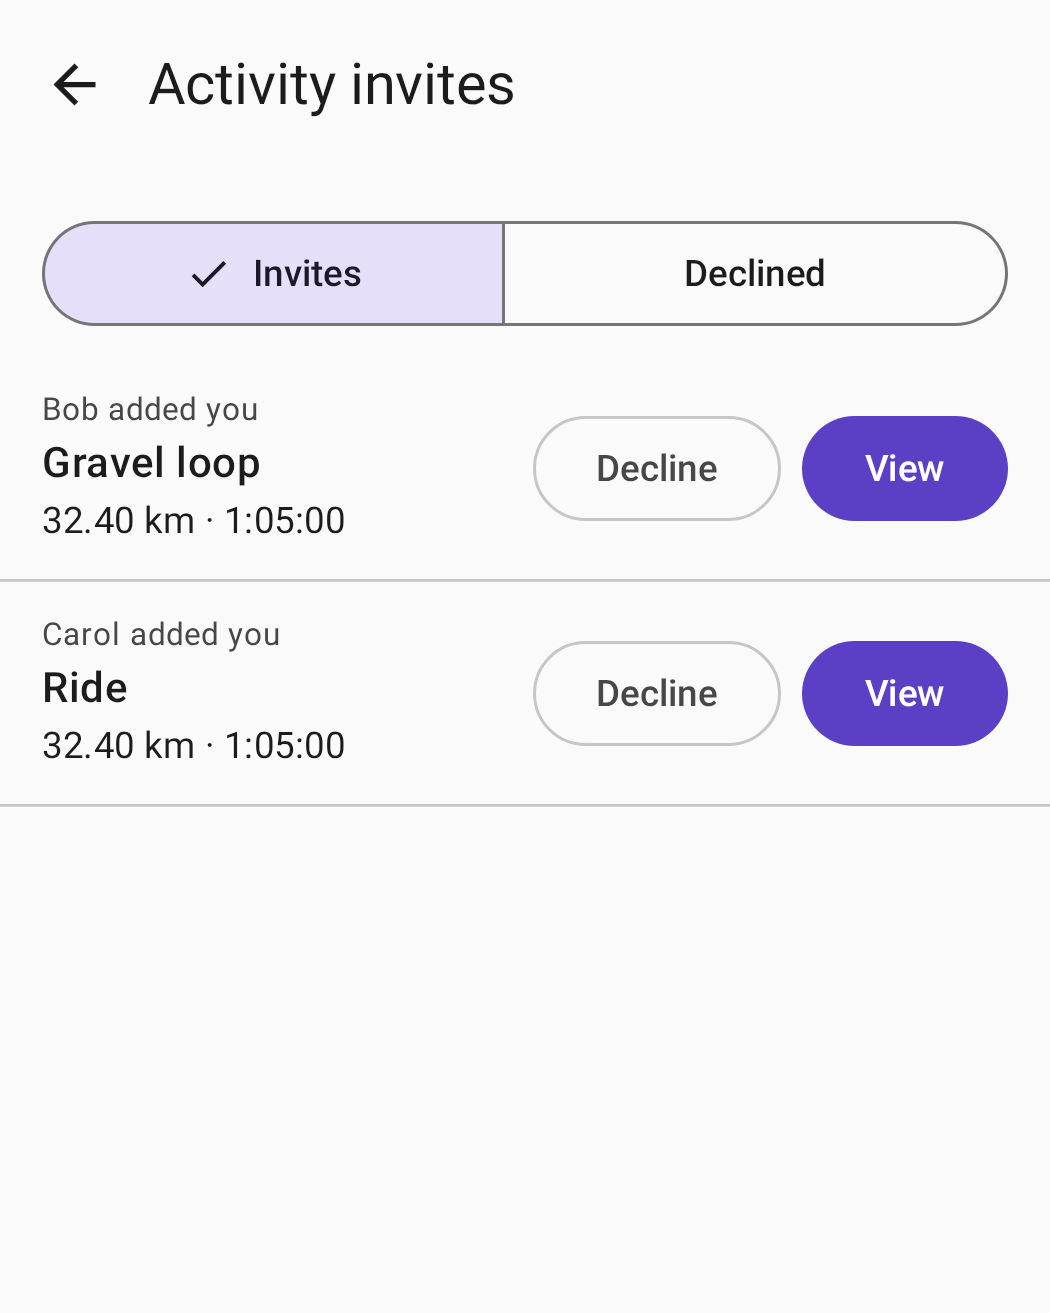 Activity invites
Invites
Declined
Bob added you
Gravel loop
32.40 km · 1:05:00
Decline
View
Carol added you
Ride
32.40 km · 1:05:00
Decline
View